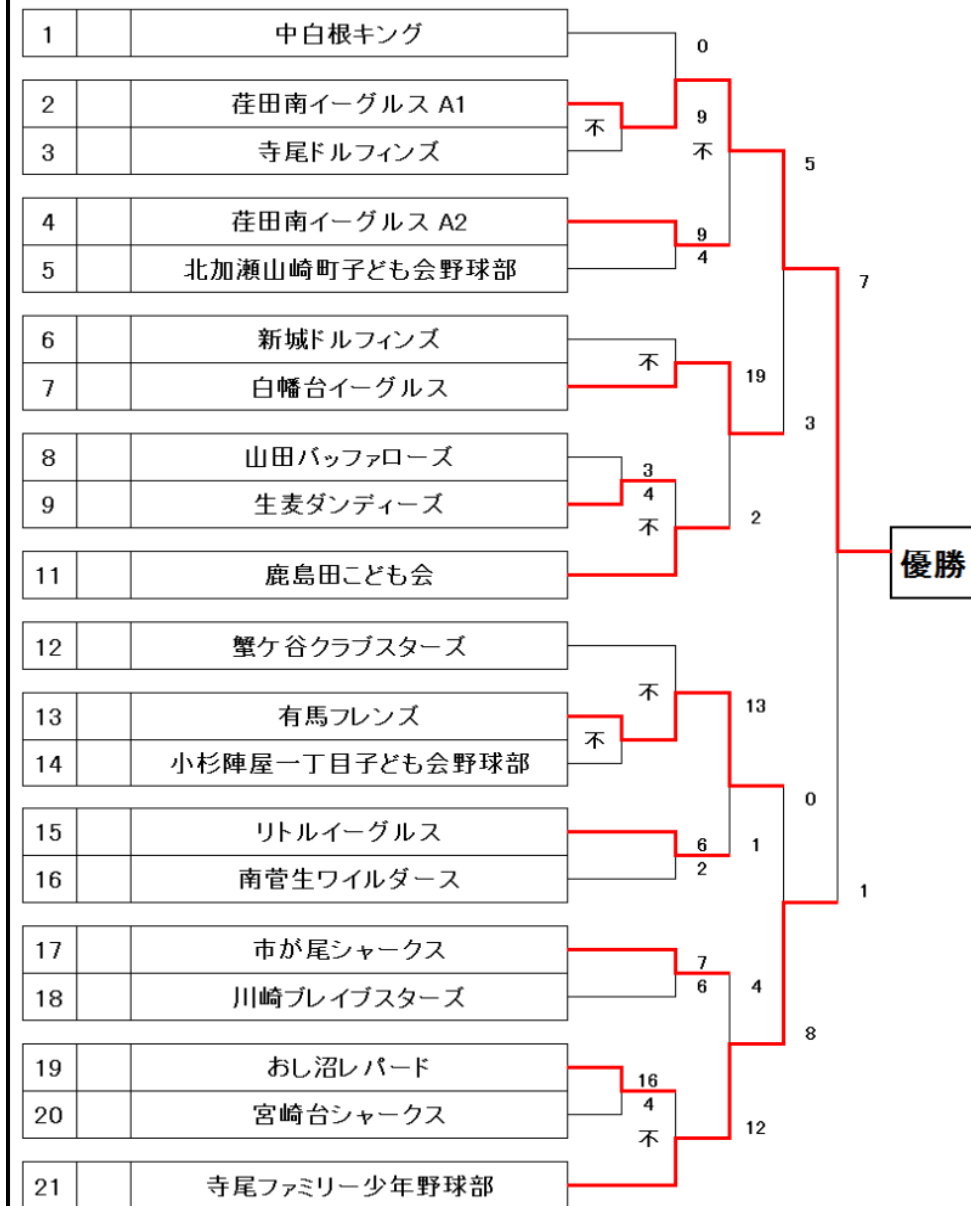 1 中白根キング
0
2 荏田南イーグルス A1
不
9
不
3 寺尾ドルフィンズ
5
4 荏田南イーグルス A2
9
4
5 北加瀬山崎町子ども会野球部
7
6 新城ドルフィンズ
不
19
7 白幡台イーグルス
3
8 山田バッファローズ
3
4
9 生麦ダンディーズ
不
2
優勝
11 鹿島田こども会
12 蟹ケ谷クラブスターズ
不
13
13 有馬フレンズ
不
14 小杉陣屋一丁目子ども会野球部
0
15 リトルイーグルス
6
2
1
16 南菅生ワイルダース
1
17 市が尾シャークス
7
6
4
18 川崎ブレイブスターズ
8
19 おし沼レパード
16
4
20 宮崎台シャークス
不
12
21 寺尾ファミリー少年野球部